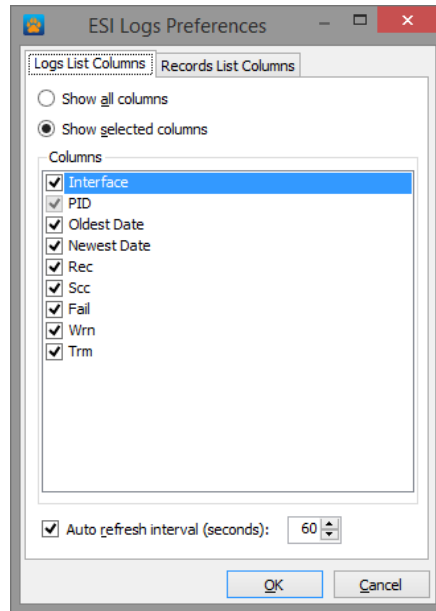 ESI Logs Preferences
Logs List Columns
Records List Columns
Show all columns
Show selected columns
Columns
Interface
PID
Oldest Date
Newest Date
Rec
Scc
Fail
Wrn
Trm
Auto refresh interval (seconds): 60
OK
Cancel